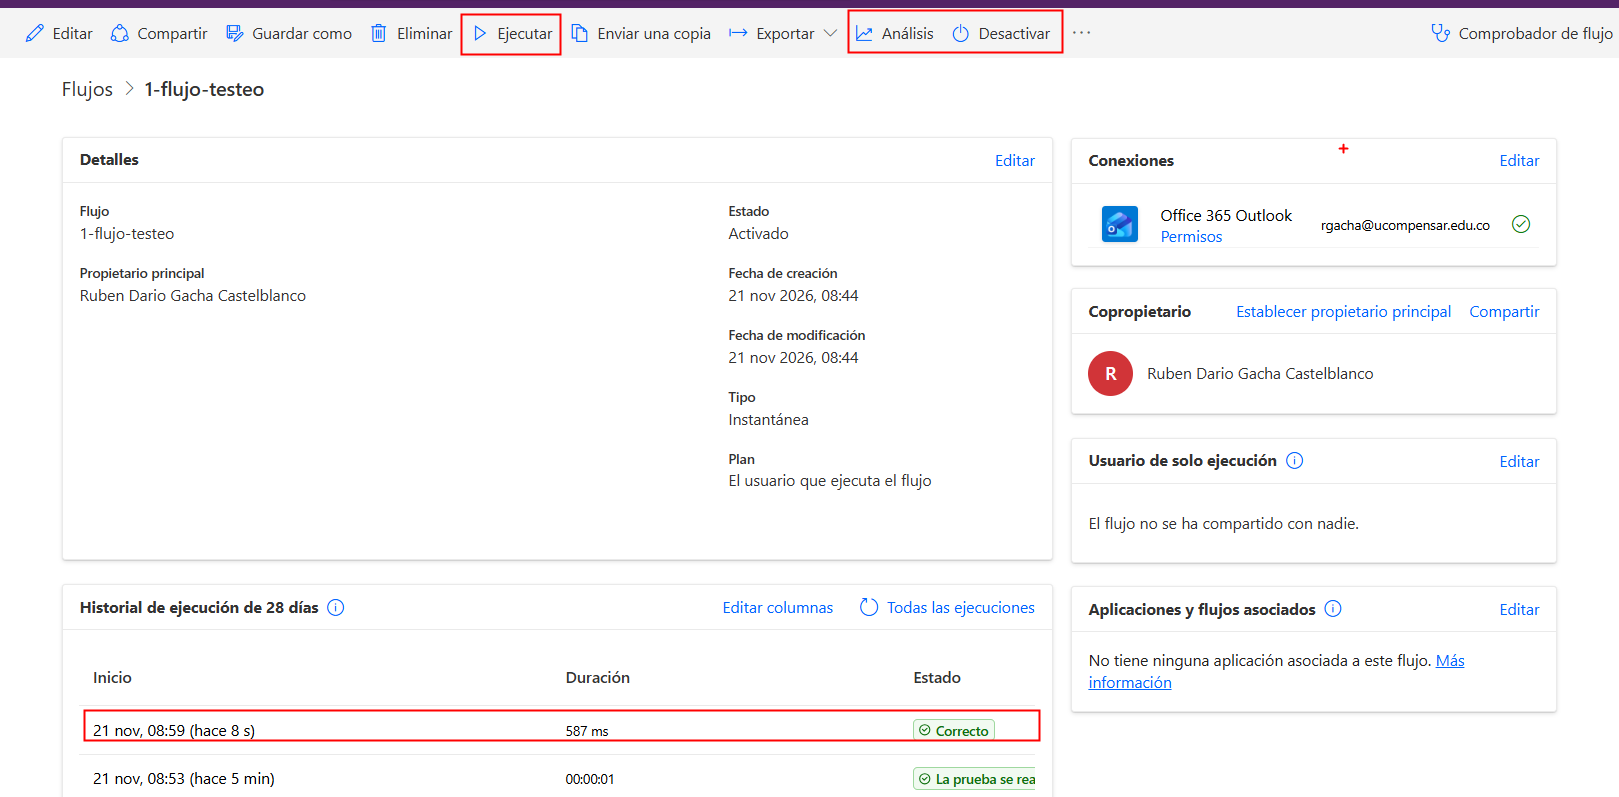 Editar Compartir Guardar como Eliminar Ejecutar Enviar una copia Exportar Análisis Desactivar ··· Comprobador de flujo
Flujos > 1-flujo-testeo
Detalles Editar
Flujo
1-flujo-testeo
Propietario principal
Ruben Dario Gacha Castelblanco
Estado
Activado
Fecha de creación
21 nov 2026, 08:44
Fecha de modificación
21 nov 2026, 08:44
Tipo
Instantánea
Plan
El usuario que ejecuta el flujo
Historial de ejecución de 28 días Editar columnas Todas las ejecuciones
Inicio Duración Estado
21 nov, 08:59 (hace 8 s) 587 ms Correcto
21 nov, 08:53 (hace 5 min) 00:00:01 La prueba se rea
Conexiones Editar
Office 365 Outlook rgacha@ucompensar.edu.co
Permisos
Copropietario Establecer propietario principal Compartir
R Ruben Dario Gacha Castelblanco
Usuario de solo ejecución Editar
El flujo no se ha compartido con nadie.
Aplicaciones y flujos asociados Editar
No tiene ninguna aplicación asociada a este flujo. Más
información